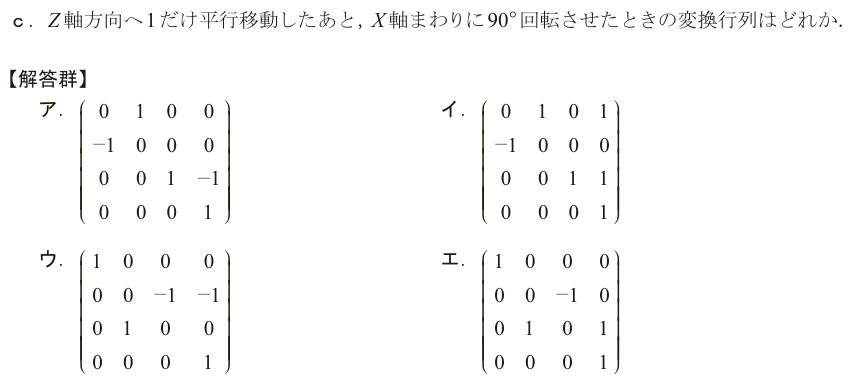 c．Z軸方向へ1だけ平行移動したあと，X軸まわりに90°回転させたときの変換行列はどれか.
【解答群】
ア．
0 1 0 0
−1 0 0 0
0 0 1 −1
0 0 0 1
イ．
0 1 0 1
−1 0 0 0
0 0 1 1
0 0 0 1
ウ．
1 0 0 0
0 0 −1 −1
0 1 0 0
0 0 0 1
エ．
1 0 0 0
0 0 −1 0
0 1 0 1
0 0 0 1